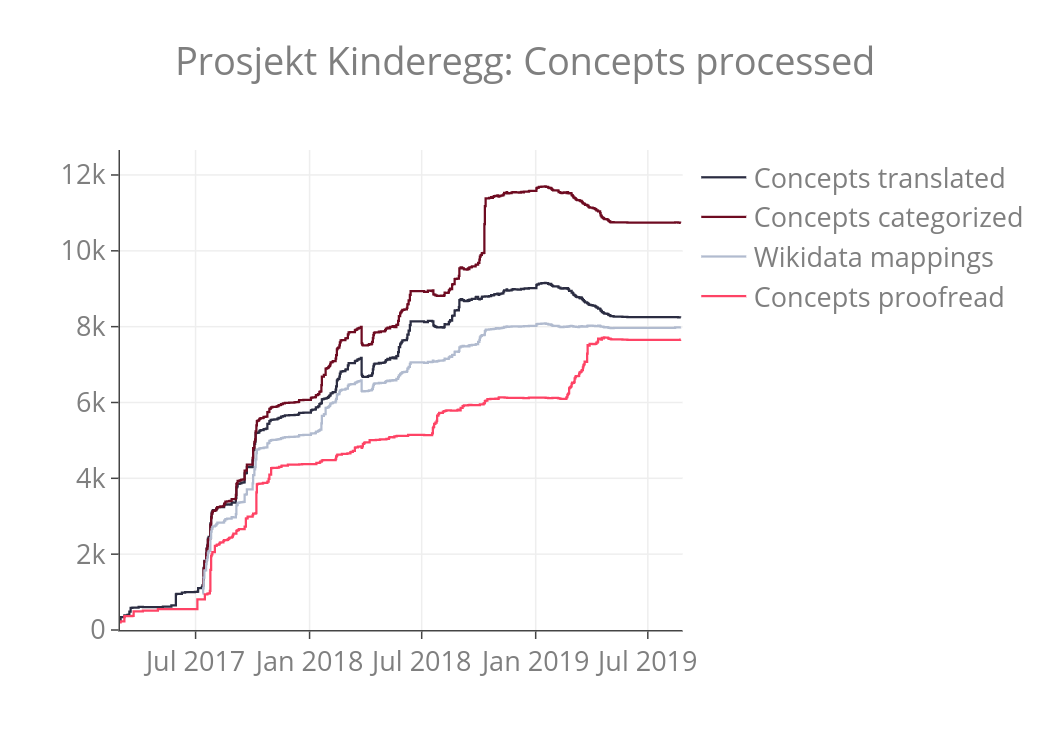 Prosjekt Kinderegg: Concepts processed
12k
10k
8k
6k
4k
2k
0
Jul 2017 Jan 2018 Jul 2018 Jan 2019 Jul 2019
Concepts translated
Concepts categorized
Wikidata mappings
Concepts proofread